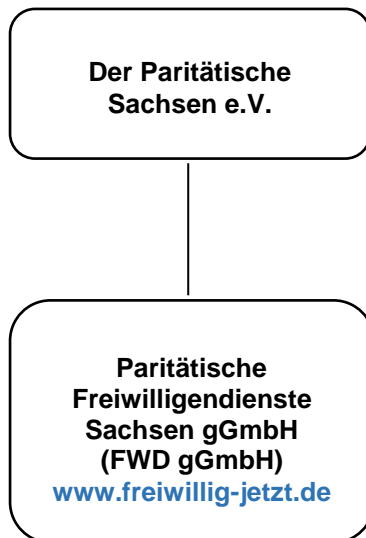 Der Paritätische
Sachsen e.V.
Paritätische
Freiwilligendienste
Sachsen gGmbH
(FWD gGmbH)
www.freiwillig-jetzt.de